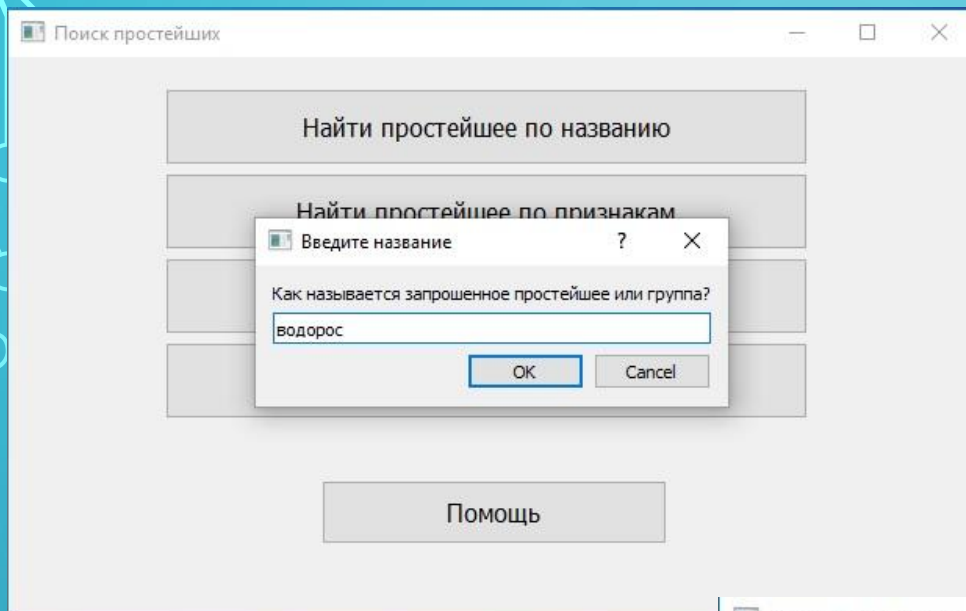 Поиск простейших
Найти простейшее по названию
Найти простейшее по признакам
Введите название
?
Как называется запрошенное простейшее или группа?
водорос
OK
Cancel
Помощь